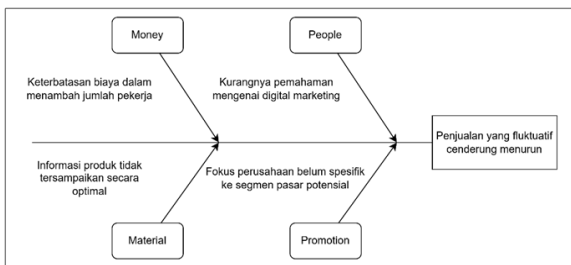 Money
People
Keterbatasan biaya dalam
menambah jumlah pekerja
Kurangnya pemahaman
mengenai digital marketing
Penjualan yang fluktuatif
cenderung menurun
Informasi produk tidak
tersampaikan secara
optimal
Fokus perusahaan belum spesifik
ke segmen pasar potensial
Material
Promotion